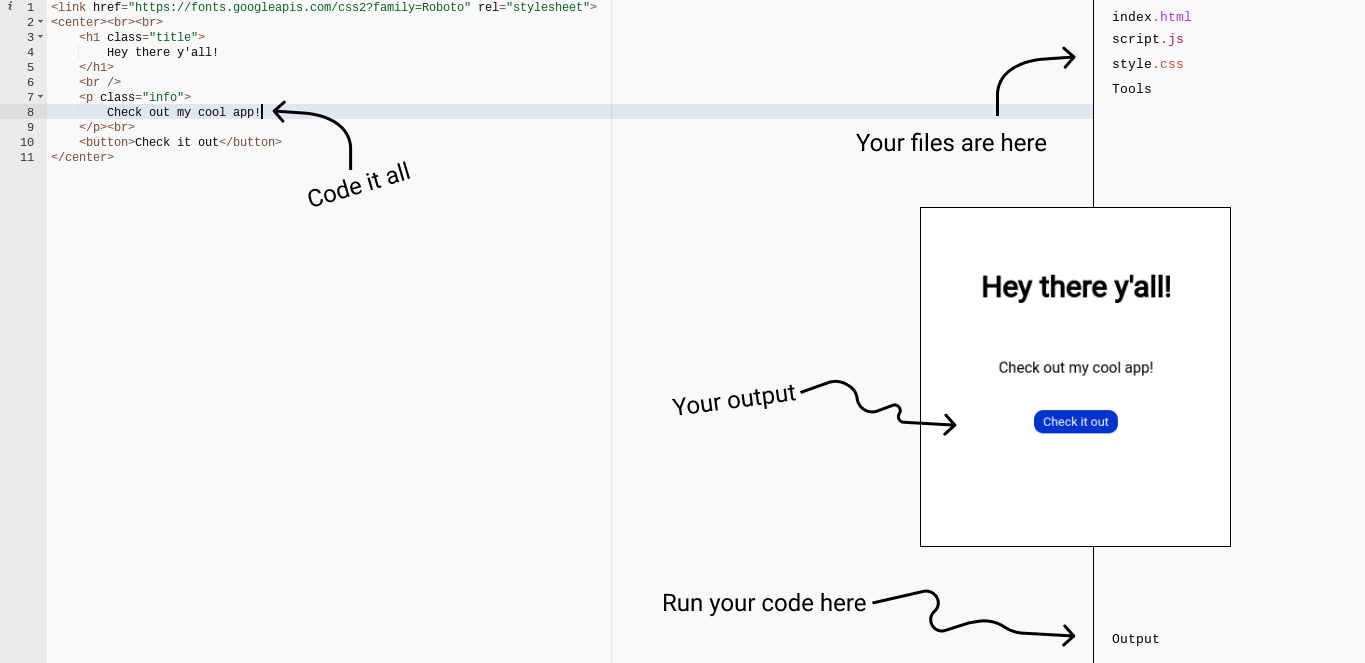 i 1 <link href="https://fonts.googleapis.com/css2?family=Roboto" rel="stylesheet">
2 <center><br><br>
3 <h1 class="title">
4 Hey there y'all!
5 </h1>
6 <br />
7 <p class="info">
8 Check out my cool app!
9 </p><br>
10 <button>Check it out</button>
11 </center>
Code it all
index.html
script.js
style.css
Tools
Your files are here
Hey there y'all!
Check out my cool app!
Check it out
Your output
Run your code here
Output